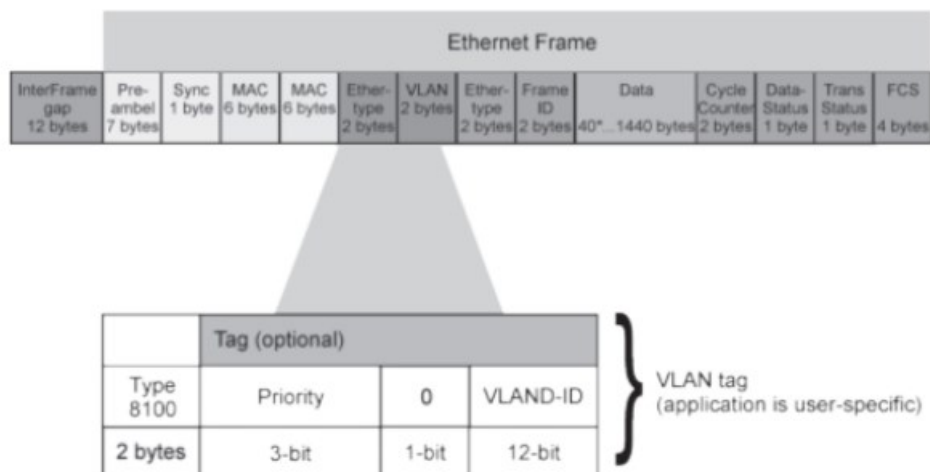 Ethernet Frame
InterFrame gap 12 bytes
Pre-ambel 7 bytes
Sync 1 byte
MAC 6 bytes
MAC 6 bytes
Ether-type 2 bytes
VLAN 2 bytes
Ether-type 2 bytes
Frame ID 2 bytes
Data 40*...1440 bytes
Cycle Counter 2 bytes
Data-Status 1 byte
Trans Status 1 byte
FCS 4 bytes
Tag (optional)
Type 8100
Priority
0
VLAND-ID
2 bytes
3-bit
1-bit
12-bit
VLAN tag
(application is user-specific)